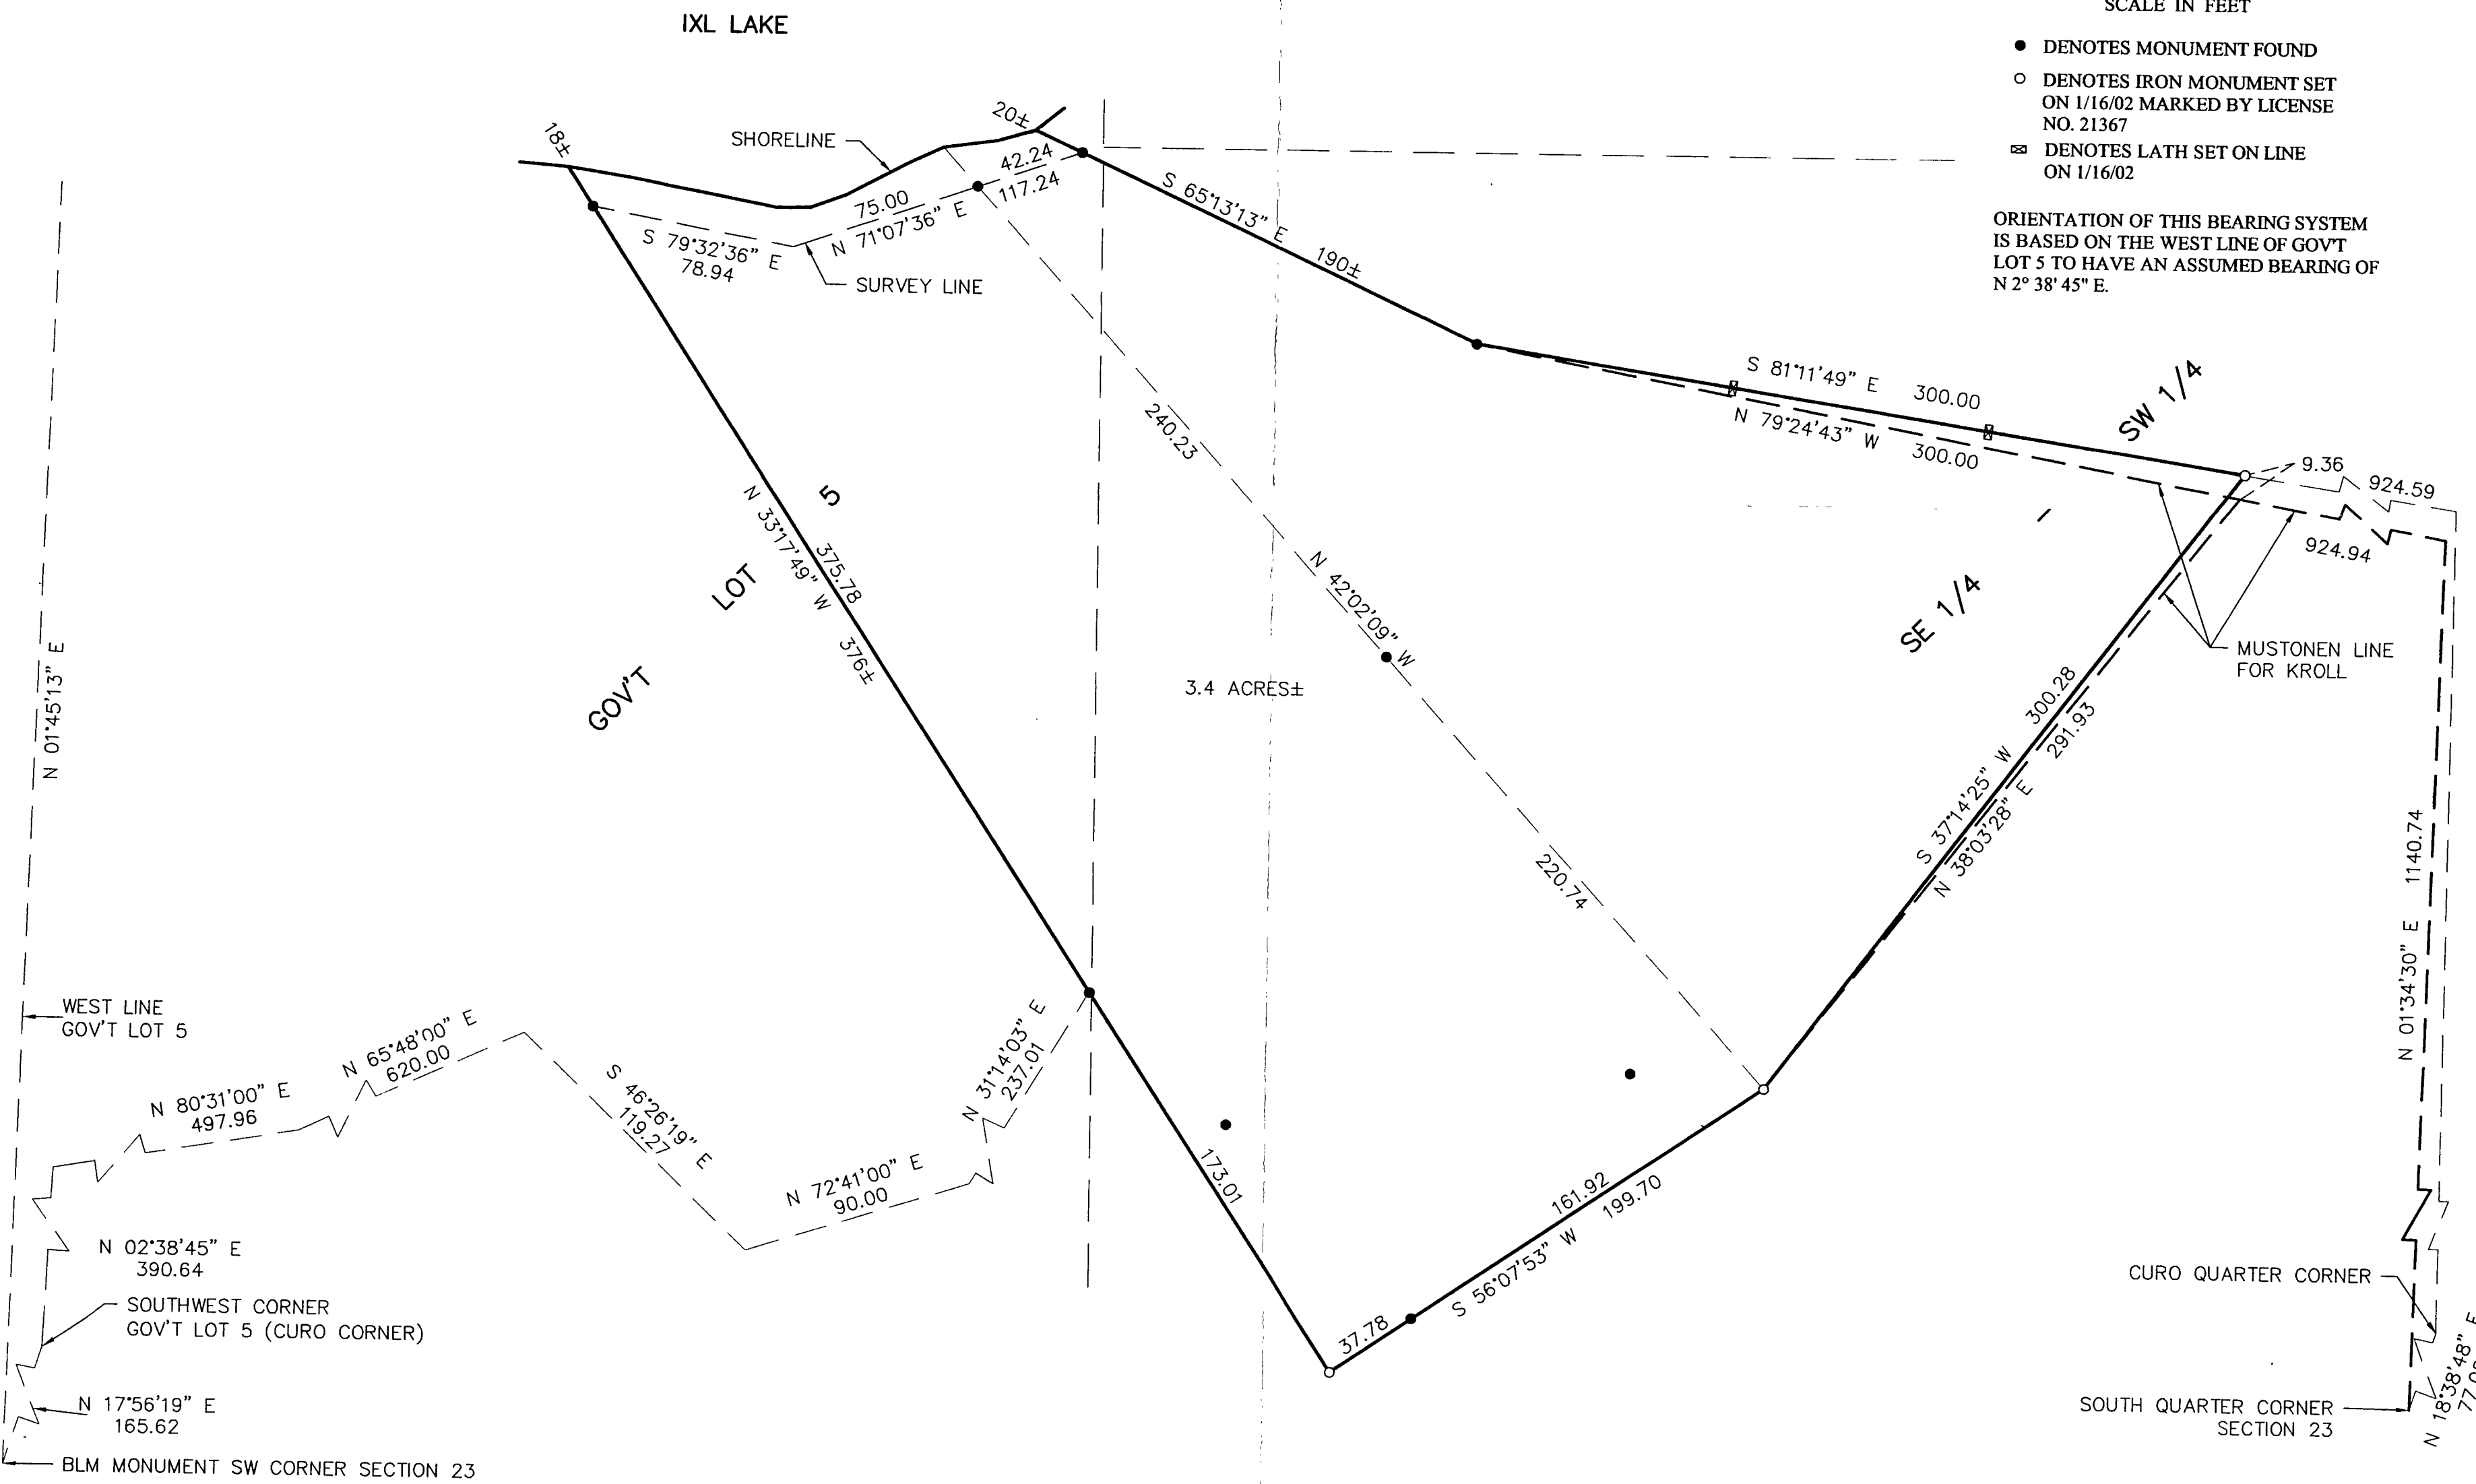 IXL LAKE
SCALE IN FEET
DENOTES MONUMENT FOUND
DENOTES IRON MONUMENT SET
ON 1/16/02 MARKED BY LICENSE
NO. 21367
DENOTES LATH SET ON LINE
ON 1/16/02
ORIENTATION OF THIS BEARING SYSTEM
IS BASED ON THE WEST LINE OF GOV'T
LOT 5 TO HAVE AN ASSUMED BEARING OF
N 2° 38' 45" E.
18±
SHORELINE
20±
42.24
117.24
75.00
N 71°07'36" E
S 79°32'36" E
78.94
SURVEY LINE
S 65°13'13" E
190±
S 81°11'49" E 300.00
N 79°24'43" W 300.00
SW 1/4
9.36
924.59
924.94
240.23
N 42°02'09" W
220.74
N 33°17'49" W
375.78
376±
GOV'T LOT 5
3.4 ACRES±
SE 1/4
MUSTONEN LINE
FOR KROLL
300.28
S 37°14'25" W
N 38°03'28" E
291.93
N 01°34'30" E 1140.74
N 01°45'13" E
WEST LINE
GOV'T LOT 5
N 80°31'00" E
497.96
N 65°48'00" E
620.00
S 46°26'19" E
119.27
N 72°41'00" E
90.00
N 31°14'03" E
237.01
173.01
161.92
S 56°07'53" W 199.70
37.78
N 02°38'45" E
390.64
SOUTHWEST CORNER
GOV'T LOT 5 (CURO CORNER)
N 17°56'19" E
165.62
BLM MONUMENT SW CORNER SECTION 23
CURO QUARTER CORNER
SOUTH QUARTER CORNER
SECTION 23
N 18°38'48" E